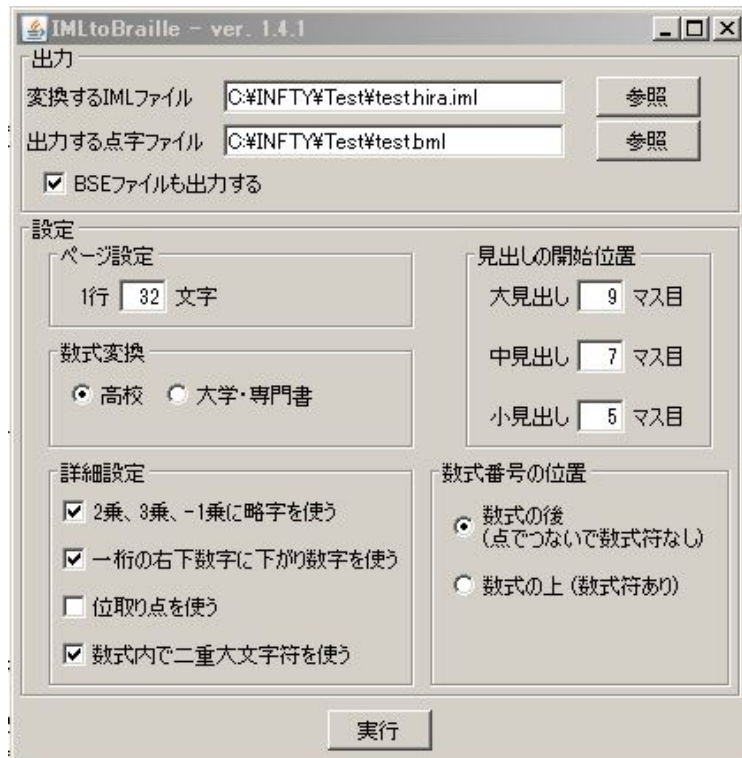 IMLtoBraille - ver. 1.4.1
出力
変換するIMLファイル C:¥INFTY¥Test¥test.hira.iml 参照
出力する点字ファイル C:¥INFTY¥Test¥test.bml 参照
BSEファイルも出力する
設定
ページ設定
1行 32 文字
見出しの開始位置
大見出し 9 マス目
中見出し 7 マス目
小見出し 5 マス目
数式変換
高校 大学・専門書
詳細設定
2乗、3乗、-1乗に略字を使う
一桁の右下数字に下がり数字を使う
位取り点を使う
数式内で二重大文字符を使う
数式番号の位置
数式の後
(点でつないで数式符なし)
数式の上(数式符あり)
実行